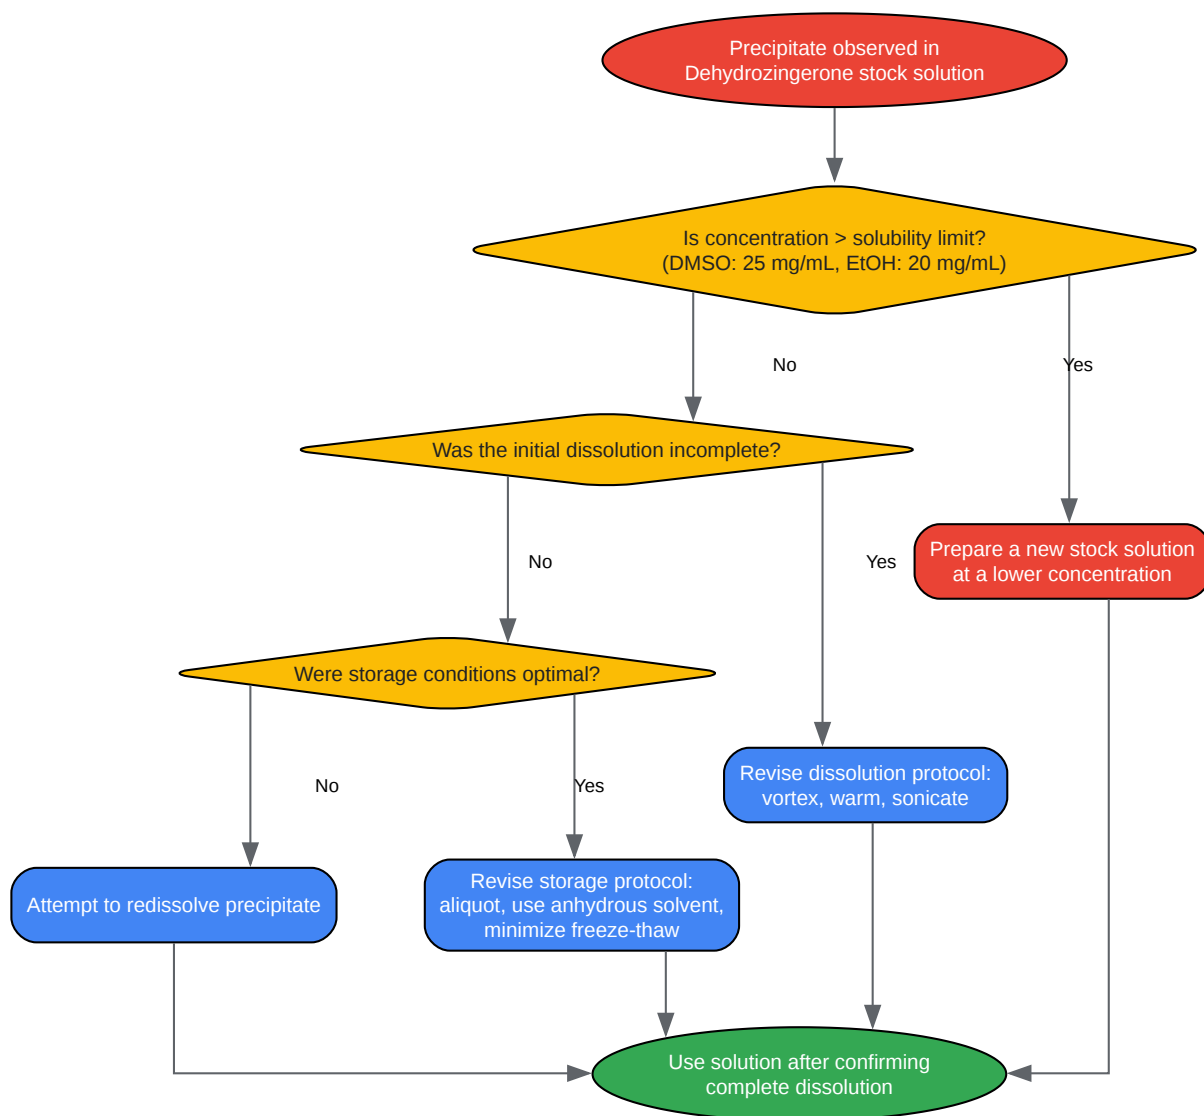 Precipitate observed in
Dehydrozingerone stock solution
Is concentration > solubility limit?
(DMSO: 25 mg/mL, EtOH: 20 mg/mL)
No
Yes
Was the initial dissolution incomplete?
No
Yes
Prepare a new stock solution
at a lower concentration
Were storage conditions optimal?
No
Yes
Revise dissolution protocol:
vortex, warm, sonicate
Attempt to redissolve precipitate
Revise storage protocol:
aliquot, use anhydrous solvent,
minimize freeze-thaw
Use solution after confirming
complete dissolution